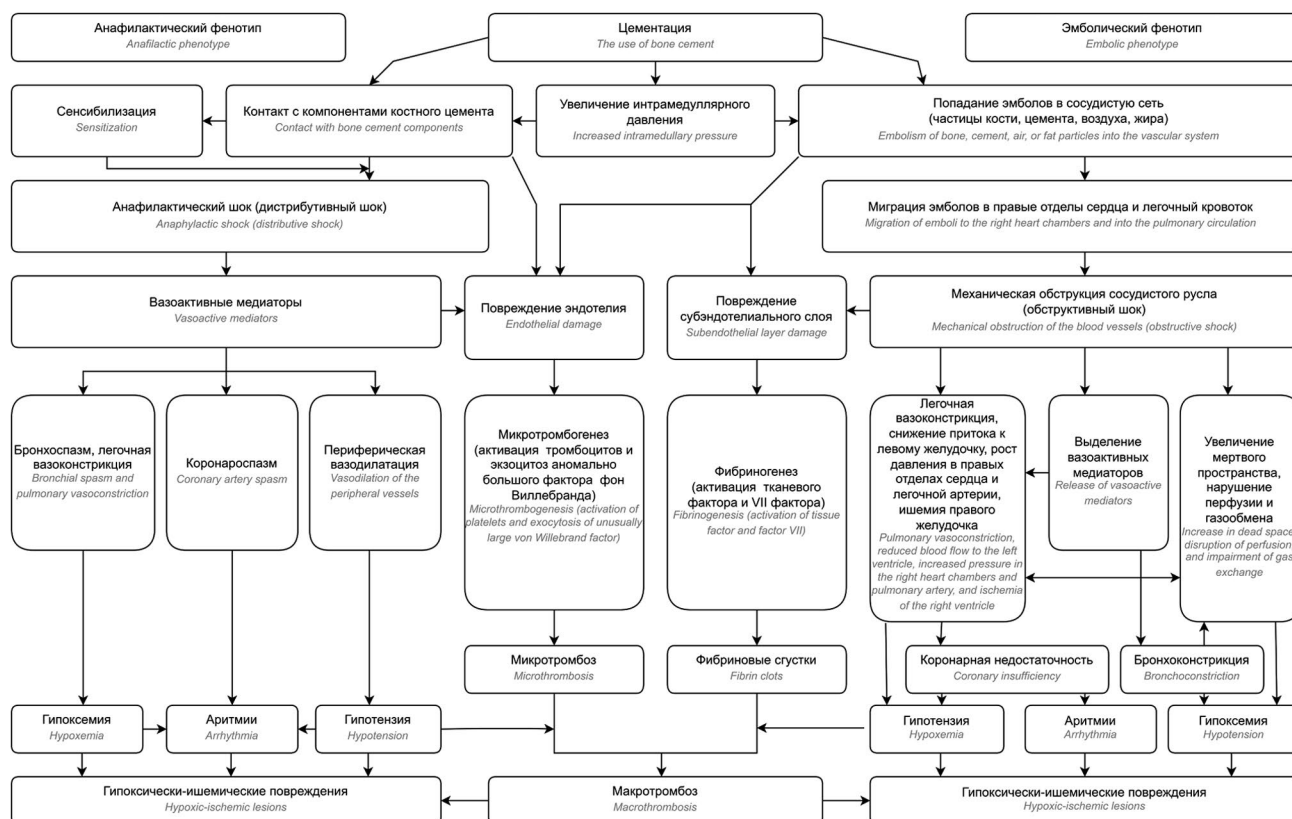 Анафилактический фенотип
Anafilactic phenotype
Цементация
The use of bone cement
Эмболический фенотип
Embolic phenotype
Сенсибилизация
Sensitization
Контакт с компонентами костного цемента
Contact with bone cement components
Увеличение интрамедуллярного
давления
Increased intramedullary pressure
Попадание эмболов в сосудистую сеть
(частицы кости, цемента, воздуха, жира)
Embolism of bone, cement, air, or fat particles into the vascular system
Анафилактический шок (дистрибутивный шок)
Anaphylactic shock (distributive shock)
Миграция эмболов в правые отделы сердца и легочный кровоток
Migration of emboli to the right heart chambers and into the pulmonary circulation
Вазоактивные медиаторы
Vasoactive mediators
Повреждение эндотелия
Endothelial damage
Повреждение
субэндотелиального слоя
Subendothelial layer damage
Механическая обструкция сосудистого русла
(обструктивный шок)
Mechanical obstruction of the blood vessels (obstructive shock)
Бронхоспазм, легочная
вазоконстрикция
Bronchial spasm and
pulmonary vasoconstriction
Коронароспазм
Coronary artery spasm
Периферическая
вазодилатация
Vasodilation of the
peripheral vessels
Микротромбогенез
(активация тромбоцитов и
экзоцитоз аномально
большого фактора фон
Виллебранда)
Microthrombogenesis (activation of
platelets and exocytosis of unusually
large von Willebrand factor)
Фибриногенез
(активация тканевого
фактора и VII фактора)
Fibrinogenesis (activation of tissue
factor and factor VII)
Легочная
вазоконстрикция,
снижение притока к
левому желудочку, рост
давления в правых
отделах сердца и
легочной артерии,
ишемия правого
желудочка
Pulmonary vasoconstriction,
reduced blood flow to the left
ventricle, increased pressure in
the right heart chambers and
pulmonary artery, and ischemia
of the right ventricle
Выделение
вазоактивных
медиаторов
Release of vasoactive
mediators
Увеличение
мертвого
пространства,
нарушение
перфузии и
газообмена
Increase in dead space,
disruption of perfusion,
and impairment of gas
exchange
Микротромбоз
Microthrombosis
Фибриновые сгустки
Fibrin clots
Коронарная недостаточность
Coronary insufficiency
Бронхоконстрикция
Bronchoconstriction
Гипоксемия
Hypoxemia
Аритмии
Arrhythmia
Гипотензия
Hypotension
Гипотензия
Hypoxemia
Аритмии
Arrhythmia
Гипоксемия
Hypotension
Гипоксически-ишемические повреждения
Hypoxic-ischemic lesions
Макротромбоз
Macrothrombosis
Гипоксически-ишемические повреждения
Hypoxic-ischemic lesions